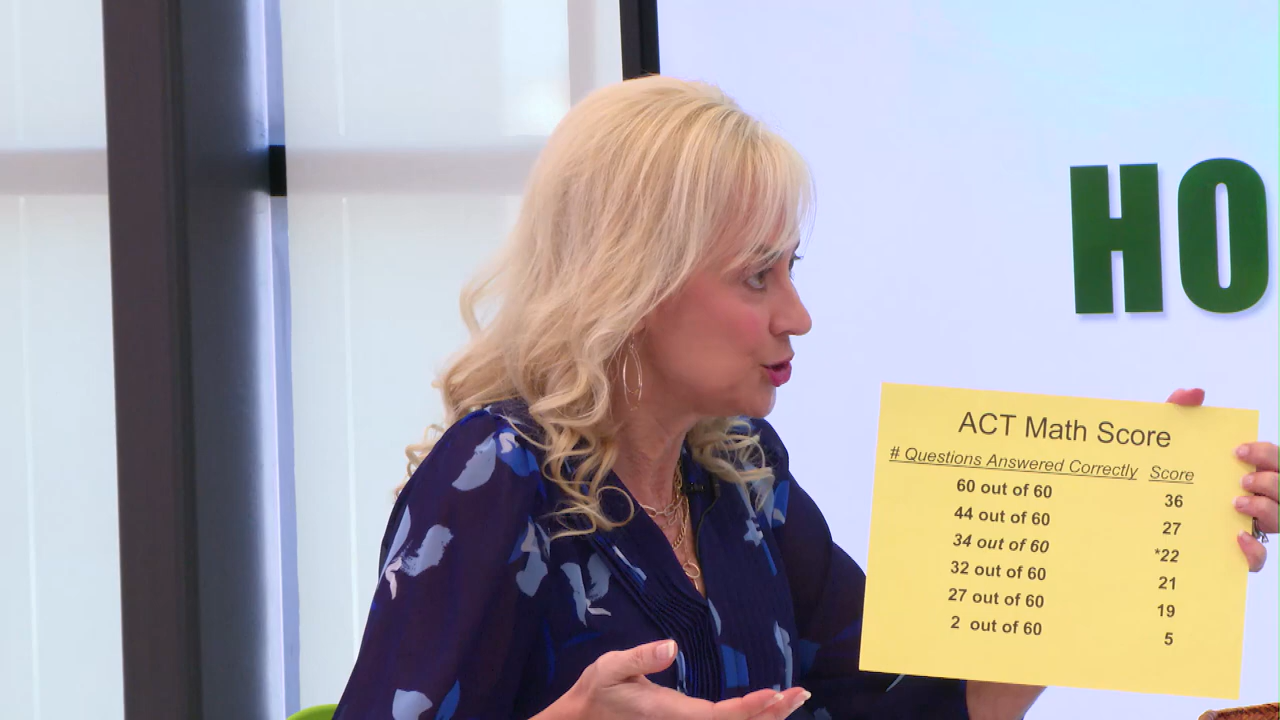 HO
ACT Math Score
# Questions Answered Correctly Score
60 out of 60 36
44 out of 60 27
34 out of 60 *22
32 out of 60 21
27 out of 60 19
2 out of 60 5